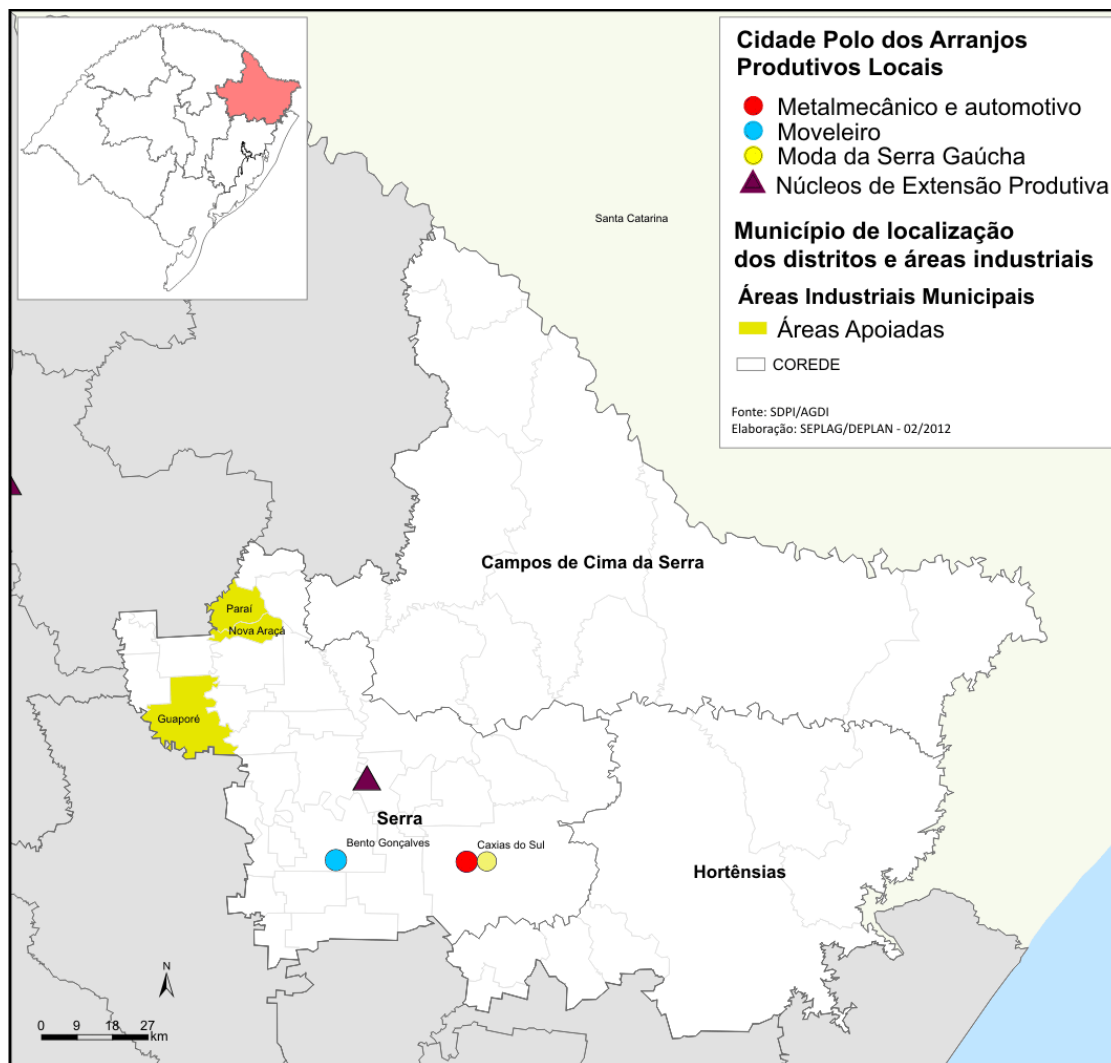 Cidade Polo dos Arranjos
Produtivos Locais
Metalmecânico e automotivo
Moveleiro
Moda da Serra Gaúcha
Núcleos de Extensão Produtiva
Município de localização
dos distritos e áreas industriais
Áreas Industriais Municipais
Áreas Apoiadas
COREDE
Fonte: SDPI/AGDI
Elaboração: SEPLAG/DEPLAN - 02/2012
Santa Catarina
Campos de Cima da Serra
Paraí
Nova Araçá
Guaporé
Serra
Bento Gonçalves
Caxias do Sul
Hortênsias
N
0 9 18 27
km